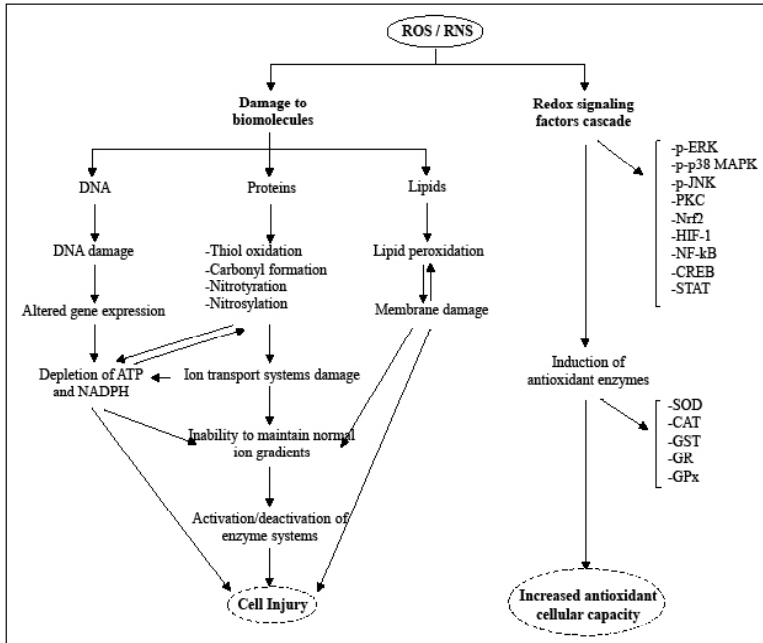 ROS / RNS
Damage to
biomolecules
Redox signaling
factors cascade
-p-ERK
-p-p38 MAPK
-p-JNK
-PKC
-Nrf2
-HIF-1
-NF-kB
-CREB
-STAT
DNA
Proteins
Lipids
DNA damage
-Thiol oxidation
-Carbonyl formation
-Nitrotyration
-Nitrosylation
Lipid peroxidation
Altered gene expression
Membrane damage
Depletion of ATP
and NADPH
Ion transport systems damage
Induction of
antioxidant enzymes
-SOD
-CAT
-GST
-GR
-GPx
Inability to maintain normal
ion gradients
Activation/deactivation of
enzyme systems
Cell Injury
Increased antioxidant
cellular capacity